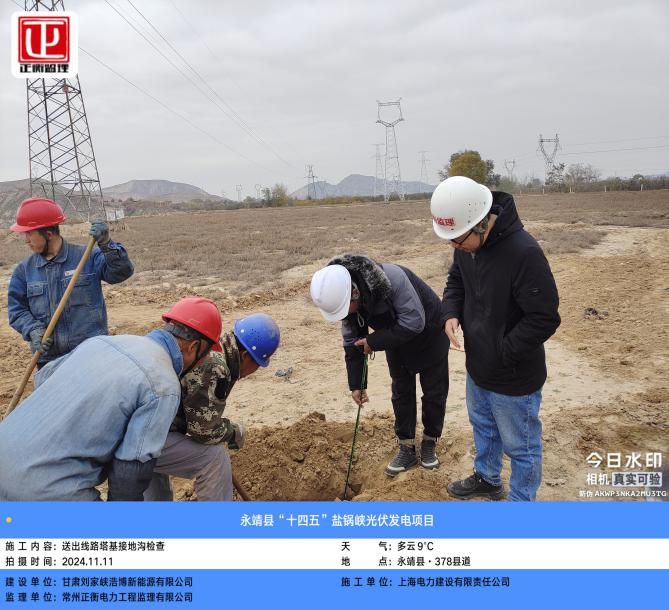 正衡监理
监理
今日水印
相机 真实可验
防伪 AKWP3NKA2MU3TG
永靖县“十四五”盐锅峡光伏发电项目
施工内容：送出线路塔基接地沟检查
天 气：多云 9℃
拍摄时间：2024.11.11
地 点：永靖县·378县道
建设单位：甘肃刘家峡浩博新能源有限公司
施工单位：上海电力建设有限责任公司
监理单位：常州正衡电力工程监理有限公司